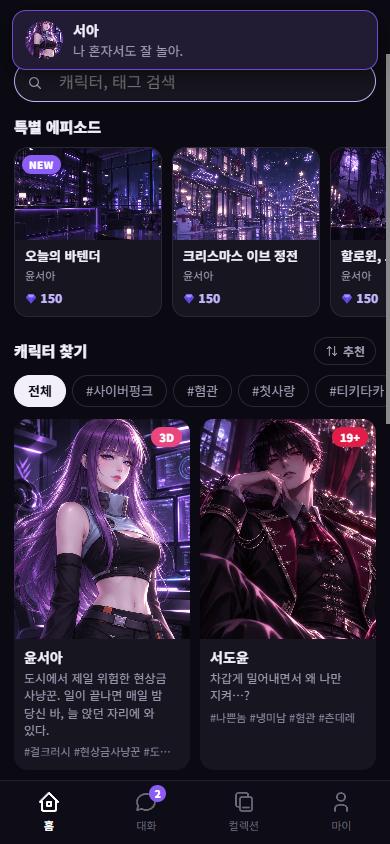 서아
나 혼자서도 잘 놀아.
캐릭터, 태그 검색
특별 에피소드
NEW
오늘의 바텐더
윤서아
150
크리스마스 이브 정전
윤서아
150
할로윈,
윤서아
150
캐릭터 찾기
추천
전체
#사이버펑크
#혐관
#첫사랑
#티키타카
3D
윤서아
도시에서 제일 위험한 현상금
사냥꾼. 일이 끝나면 매일 밤
당신 바, 늘 앉던 자리에 와
있다.
#걸크러시 #현상금사냥꾼 #도…
19+
서도윤
차갑게 밀어내면서 왜 나만
지켜…?
#나쁜놈 #냉미남 #혐관 #츤데레
홈
대화
2
컬렉션
마이